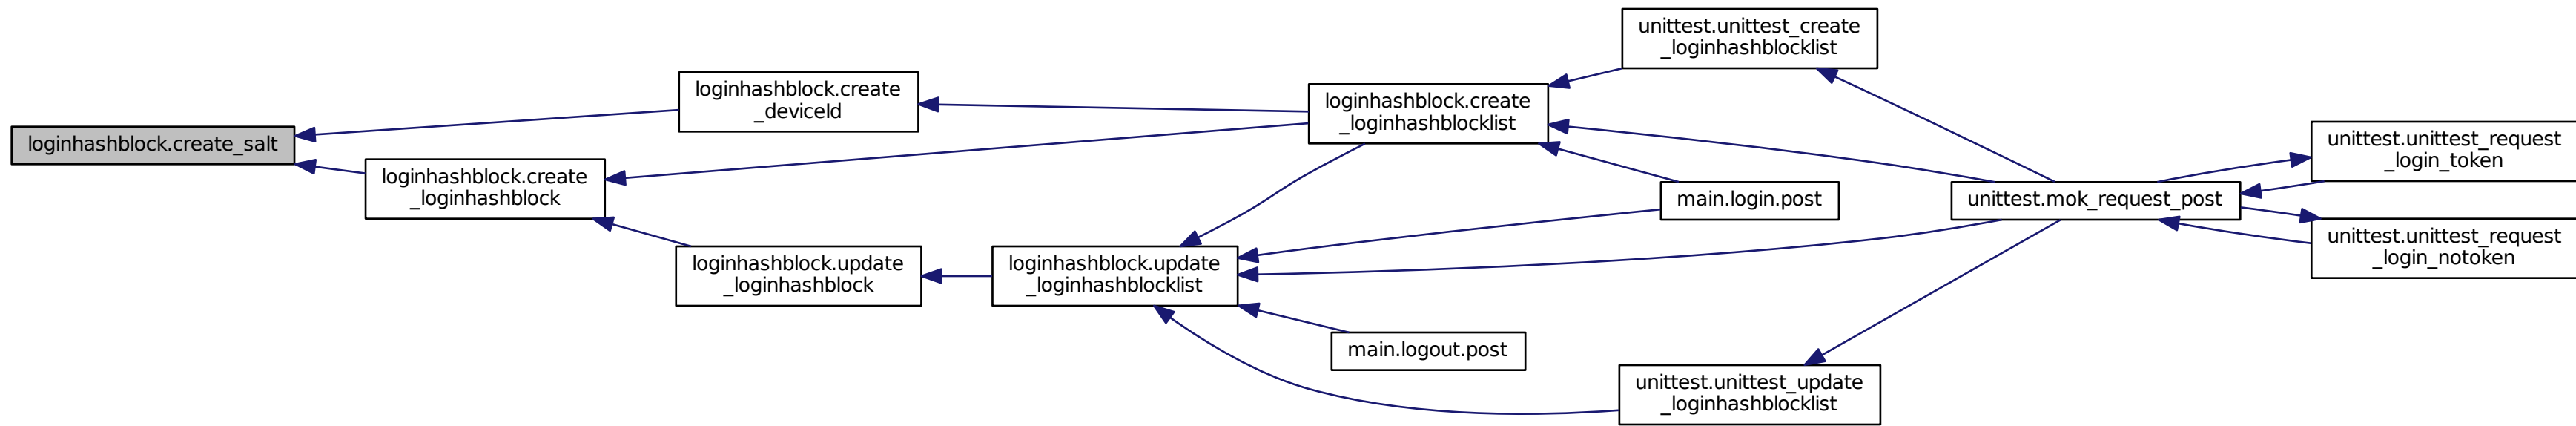 loginhashblock.create_salt
loginhashblock.create
_deviceId
loginhashblock.create
_loginhashblock
loginhashblock.update
_loginhashblock
loginhashblock.create
_loginhashblocklist
loginhashblock.update
_loginhashblocklist
unittest.unittest_create
_loginhashblocklist
main.login.post
main.logout.post
unittest.unittest_update
_loginhashblocklist
unittest.mok_request_post
unittest.unittest_request
_login_token
unittest.unittest_request
_login_notoken